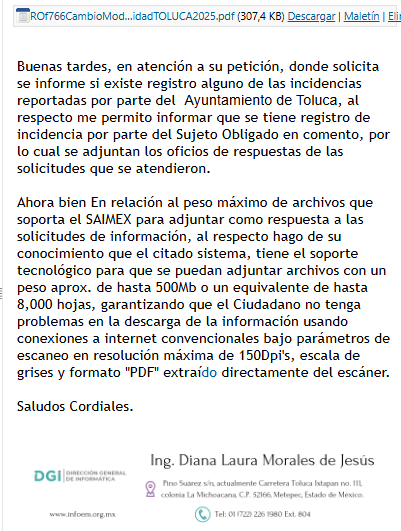 ROf766CambioMod...idadTOLUCA2025.pdf (307,4 KB) Descargar | Maletín | Eli
Buenas tardes, en atención a su petición, donde solicita
se informe si existe registro alguno de las incidencias
reportadas por parte del Ayuntamiento de Toluca, al
respecto me permito informar que se tiene registro de
incidencia por parte del Sujeto Obligado en comento, por
lo cual se adjuntan los oficios de respuestas de las
solicitudes que se atendieron.
Ahora bien En relación al peso máximo de archivos que
soporta el SAIMEX para adjuntar como respuesta a las
solicitudes de información, al respecto hago de su
conocimiento que el citado sistema, tiene el soporte
tecnológico para que se puedan adjuntar archivos con un
peso aprox. de hasta 500Mb o un equivalente de hasta
8,000 hojas, garantizando que el Ciudadano no tenga
problemas en la descarga de la información usando
conexiones a internet convencionales bajo parámetros de
escaneo en resolución máxima de 150Dpi's, escala de
grises y formato "PDF" extraído directamente del escáner.
Saludos Cordiales.
Ing. Diana Laura Morales de Jesús
DGI DIRECCIÓN GENERAL
DE INFORMÁTICA
Pino Suárez s/n, actualmente Carretera Toluca Ixtapan no. 111,
colonia La Michoacana, C.P. 52166, Metepec, Estado de México.
www.infoem.org.mx
Tel: 01 (722) 226 1980 Ext. 804